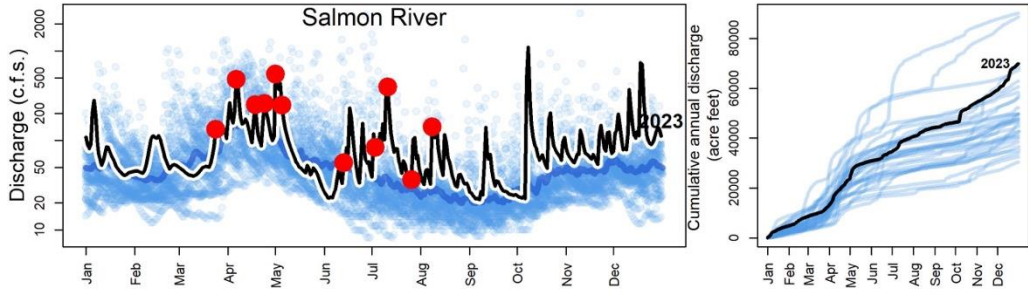 Salmon River
Discharge (c.f.s.)
2000
500
200
50
20
10
Jan
Feb
Mar
Apr
May
Jun
Jul
Aug
Sep
Oct
Nov
Dec
2023
Cumulative annual discharge
(acre feet)
80000
60000
40000
20000
0
Jan
Feb
Mar
Apr
May
Jun
Jul
Aug
Sep
Oct
Nov
Dec
2023